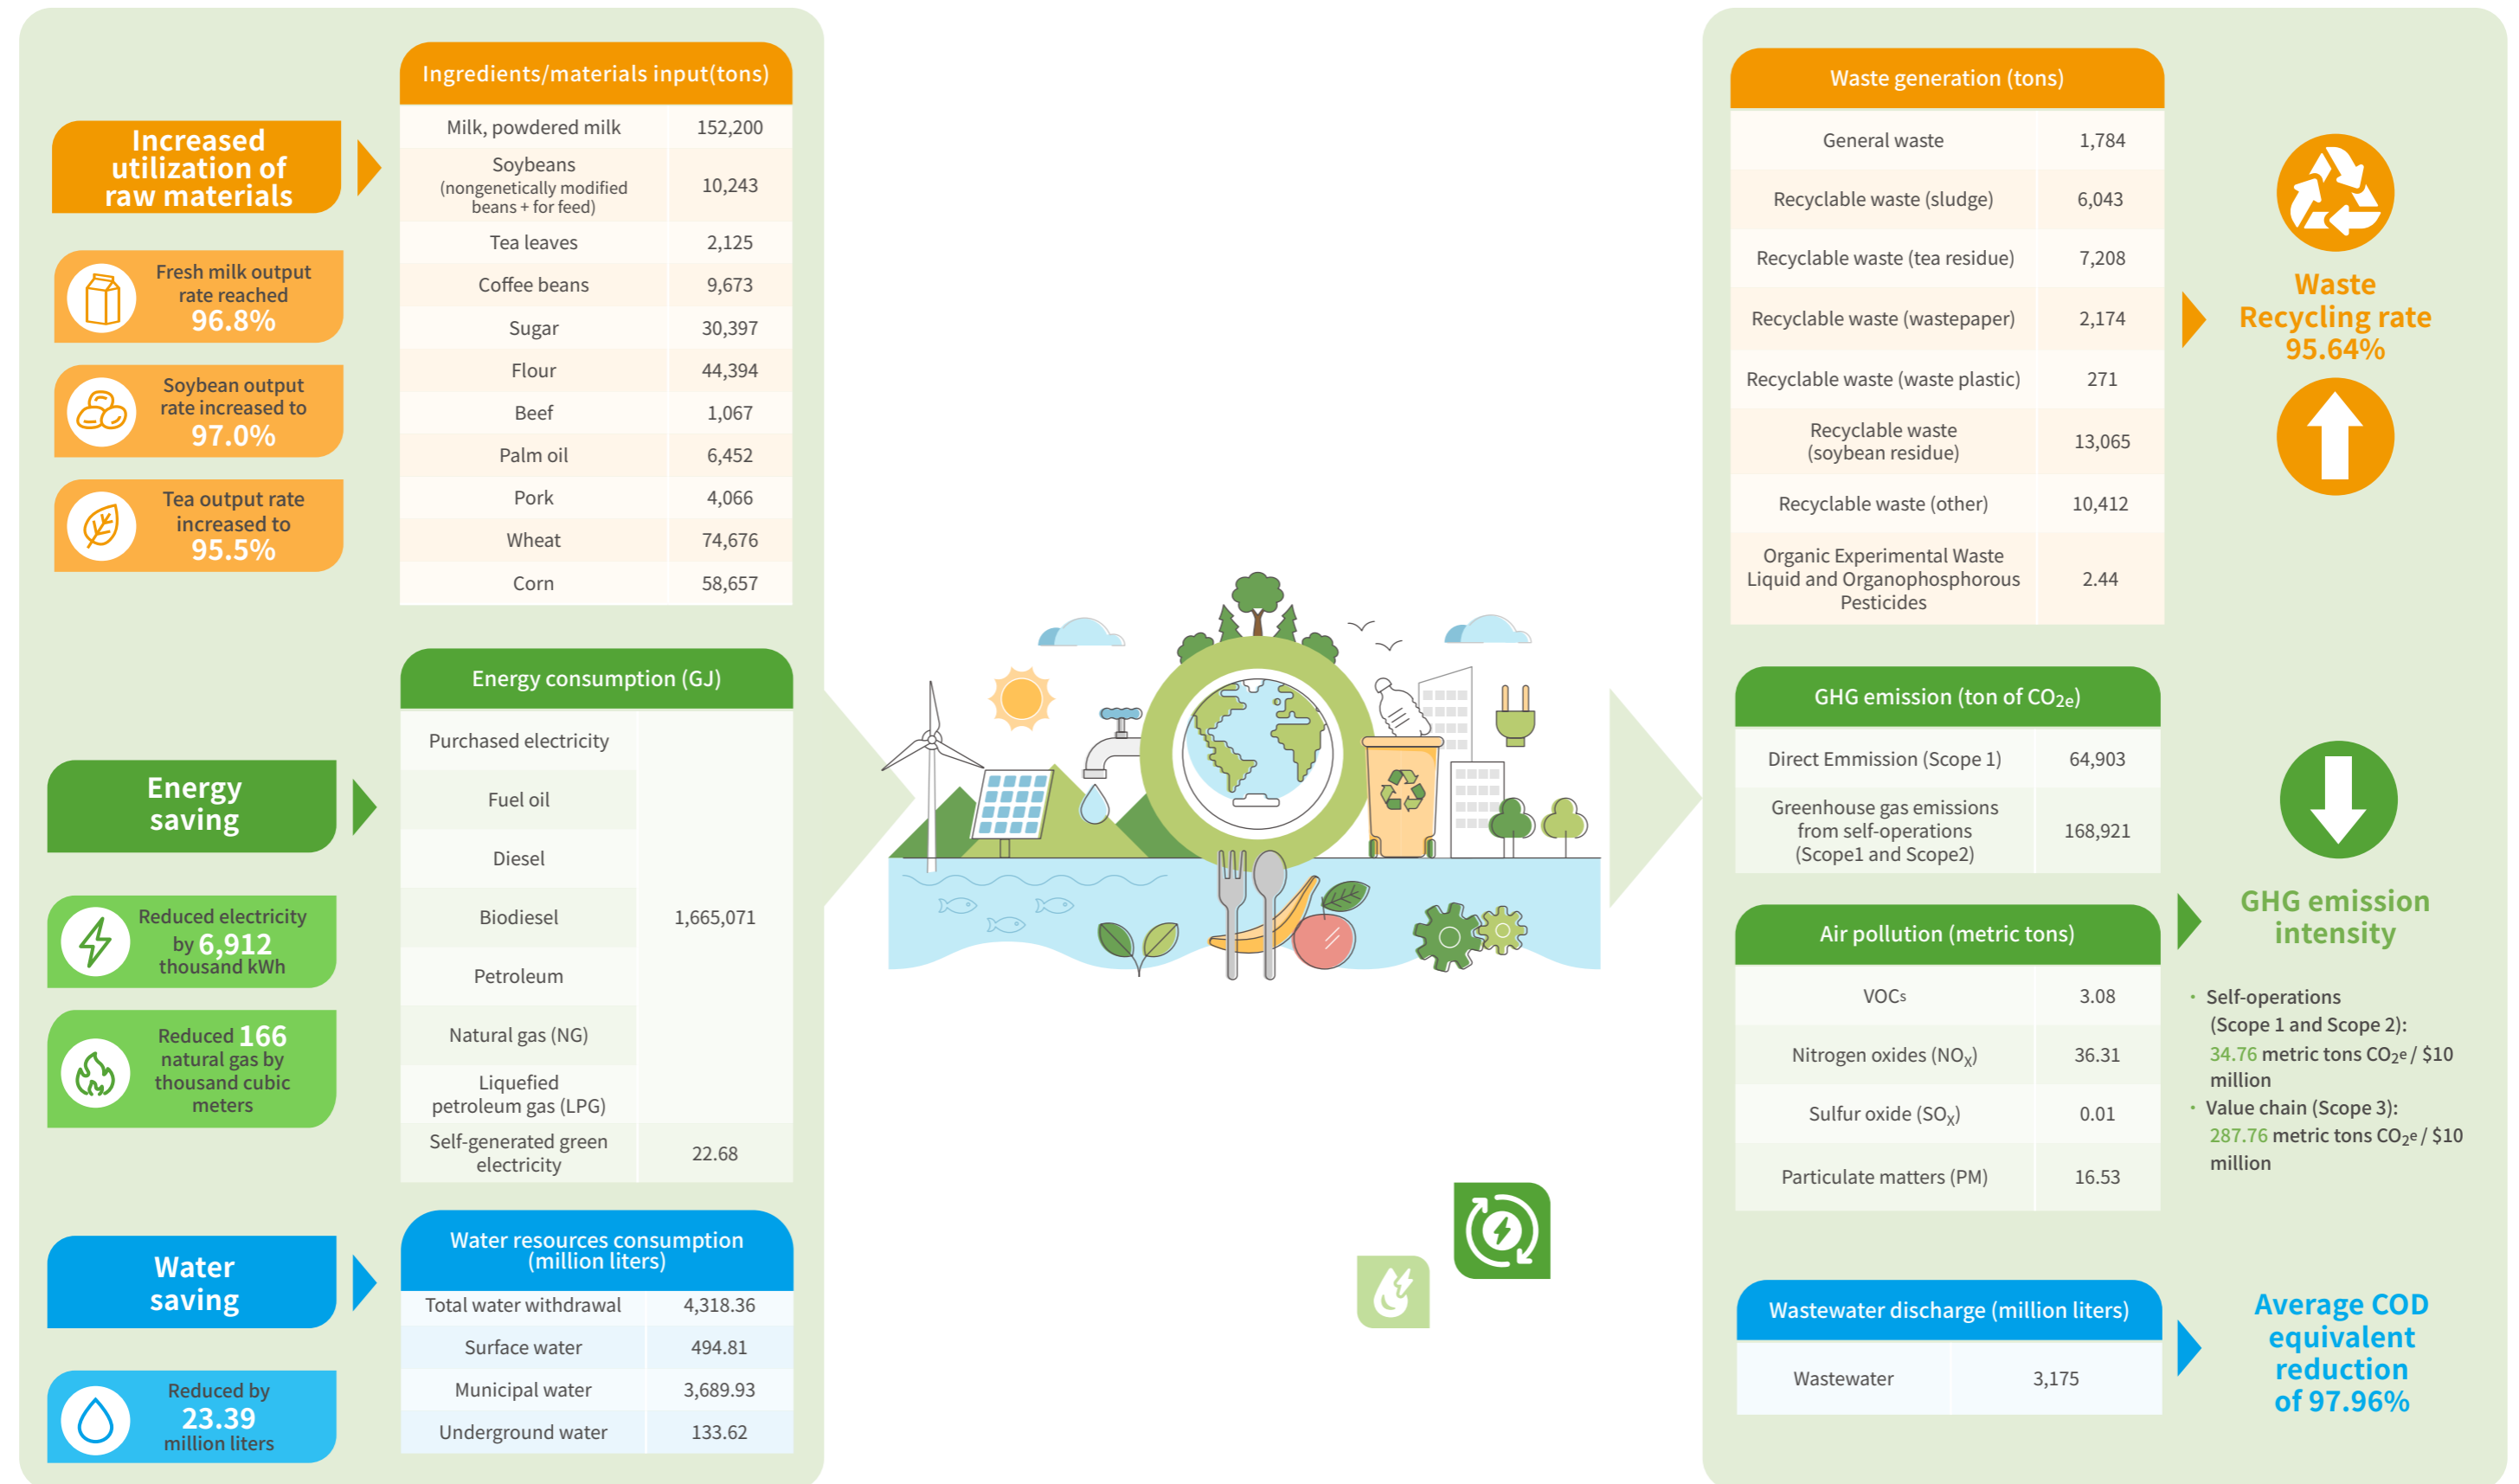 Increased
utilization of
raw materials
Fresh milk output
rate reached
96.8%
Soybean output
rate increased to
97.0%
Tea output rate
increased to
95.5%
Ingredients/materials input(tons)
Milk, powdered milk 152,200
Soybeans
(nongenetically modified
beans + for feed) 10,243
Tea leaves 2,125
Coffee beans 9,673
Sugar 30,397
Flour 44,394
Beef 1,067
Palm oil 6,452
Pork 4,066
Wheat 74,676
Corn 58,657
Energy
saving
Reduced electricity
by 6,912
thousand kWh
Reduced 166
natural gas by
thousand cubic
meters
Energy consumption (GJ)
Purchased electricity
Fuel oil
Diesel
Biodiesel 1,665,071
Petroleum
Natural gas (NG)
Liquefied
petroleum gas (LPG)
Self-generated green
electricity 22.68
Water
saving
Reduced by
23.39
million liters
Water resources consumption
(million liters)
Total water withdrawal 4,318.36
Surface water 494.81
Municipal water 3,689.93
Underground water 133.62
Waste generation (tons)
General waste 1,784
Recyclable waste (sludge) 6,043
Recyclable waste (tea residue) 7,208
Recyclable waste (wastepaper) 2,174
Recyclable waste (waste plastic) 271
Recyclable waste
(soybean residue) 13,065
Recyclable waste (other) 10,412
Organic Experimental Waste
Liquid and Organophosphorous
Pesticides 2.44
Waste
Recycling rate
95.64%
GHG emission (ton of CO2e)
Direct Emmission (Scope 1) 64,903
Greenhouse gas emissions
from self-operations
(Scope1 and Scope2) 168,921
Air pollution (metric tons)
VOCs 3.08
Nitrogen oxides (NOX) 36.31
Sulfur oxide (SOX) 0.01
Particulate matters (PM) 16.53
GHG emission
intensity
• Self-operations
(Scope 1 and Scope 2):
34.76 metric tons CO2e / $10
million
• Value chain (Scope 3):
287.76 metric tons CO2e / $10
million
Wastewater discharge (million liters)
Wastewater 3,175
Average COD
equivalent
reduction
of 97.96%